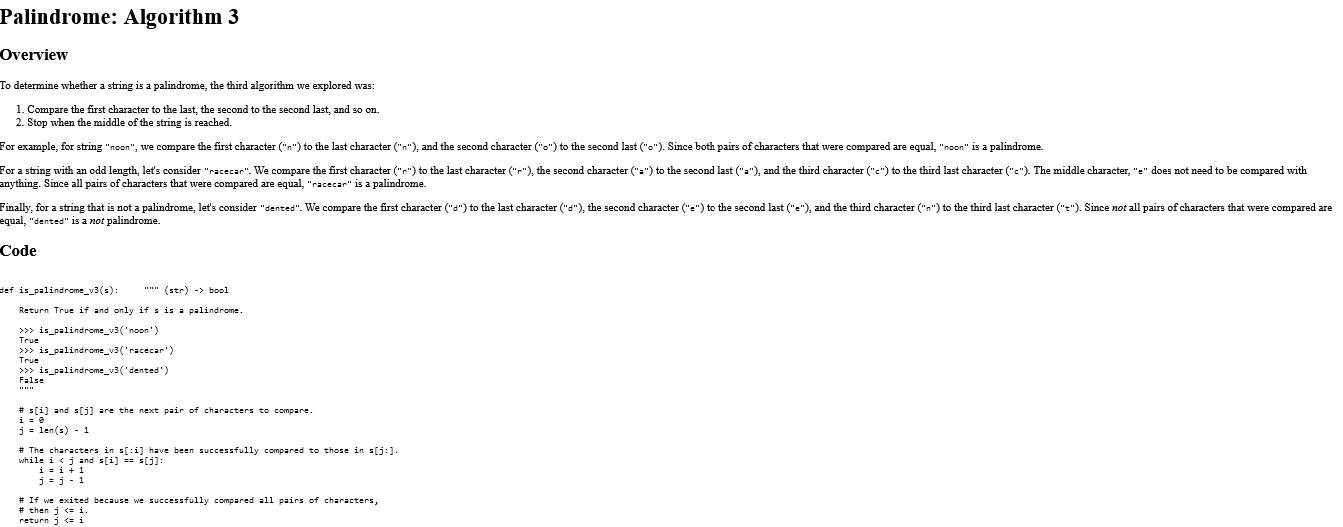 Palindrome: Algorithm 3
Overview
To determine whether a string is a palindrome, the third algorithm we explored was:
1. Compare the first character to the last, the second to the second last, and so on.
2. Stop when the middle of the string is reached.
For example, for string "noon", we compare the first character ("n") to the last character ("n"), and the second character ("o") to the second last ("o"). Since both pairs of characters that were compared are equal, "noon" is a palindrome.
For a string with an odd length, let's consider "racecar". We compare the first character ("r") to the last character ("r"), the second character ("a") to the second last ("a"), and the third character ("c") to the third last character ("c"). The middle character, "e" does not need to be compared with
anything. Since all pairs of characters that were compared are equal, "racecar" is a palindrome.
Finally, for a string that is not a palindrome, let's consider "dented". We compare the first character ("d") to the last character ("d"), the second character ("e") to the second last ("e"), and the third character ("n") to the third last character ("t"). Since not all pairs of characters that were compared are
equal, "dented" is a not palindrome.
Code
def is_palindrome_v3(s):     """ (str) -> bool
    Return True if and only if s is a palindrome.
    >>> is_palindrome_v3('noon')
    True
    >>> is_palindrome_v3('racecar')
    True
    >>> is_palindrome_v3('dented')
    False
    """
    # s[i] and s[j] are the next pair of characters to compare.
    i = 0
    j = len(s) - 1
    # The characters in s[:i] have been successfully compared to those in s[j:].
    while i < j and s[i] == s[j]:
        i = i + 1
        j = j - 1
    # If we exited because we successfully compared all pairs of characters,
    # then j <= i.
    return j <= i